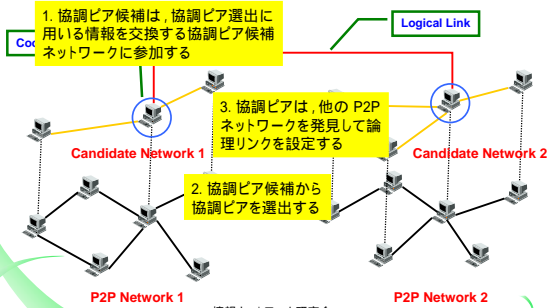 1. 協調ピア候補は,協調ピア選出に
用いる情報を交換する協調ピア候補
ネットワークに参加する
Logical Link
3. 協調ピアは,他の P2P
ネットワークを発見して論
理リンクを設定する
Candidate Network 1
Candidate Network 2
2. 協調ピア候補から
協調ピアを選出する
P2P Network 1
P2P Network 2